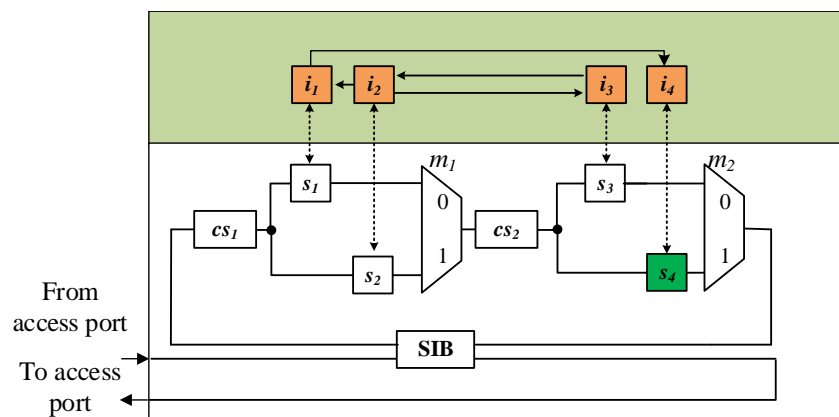 i1 i2 i3 i4
m1 m2
s1 s3
0 0
cs1 cs2
1 1
s2 s4
From
access port
SIB
To access
port